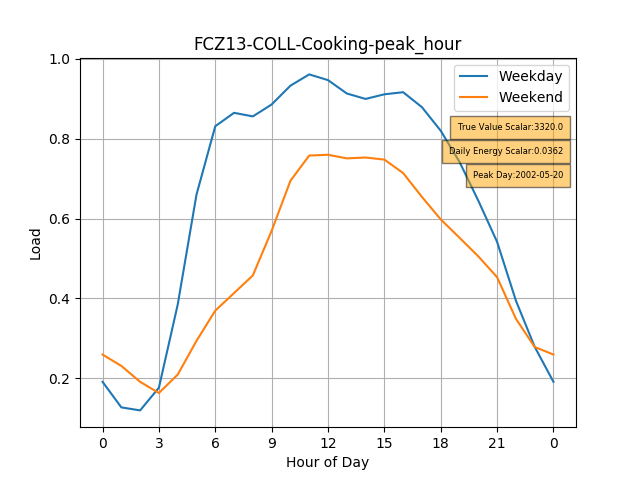 FCZ13-COLL-Cooking-peak_hour
1.0
0.8
0.6
0.4
0.2
Load
Weekday
Weekend
True Value Scalar:3320.0
Daily Energy Scalar:0.0362
Peak Day:2002-05-20
0 3 6 9 12 15 18 21 0
Hour of Day